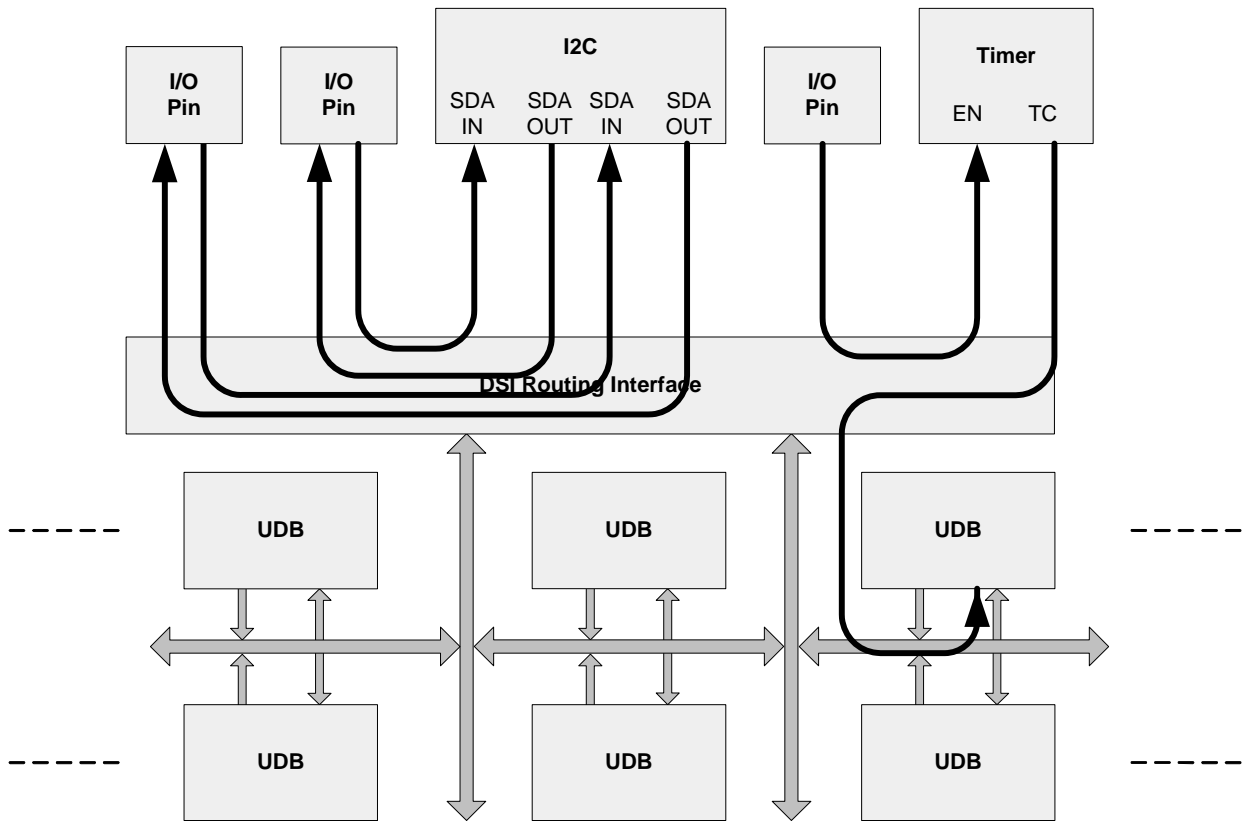 I/O
Pin
I/O
Pin
I2C
SDA
IN
SDA
OUT
SDA
IN
SDA
OUT
I/O
Pin
Timer
EN
TC
DSI Routing Interface
UDB
UDB
UDB
UDB
UDB
UDB